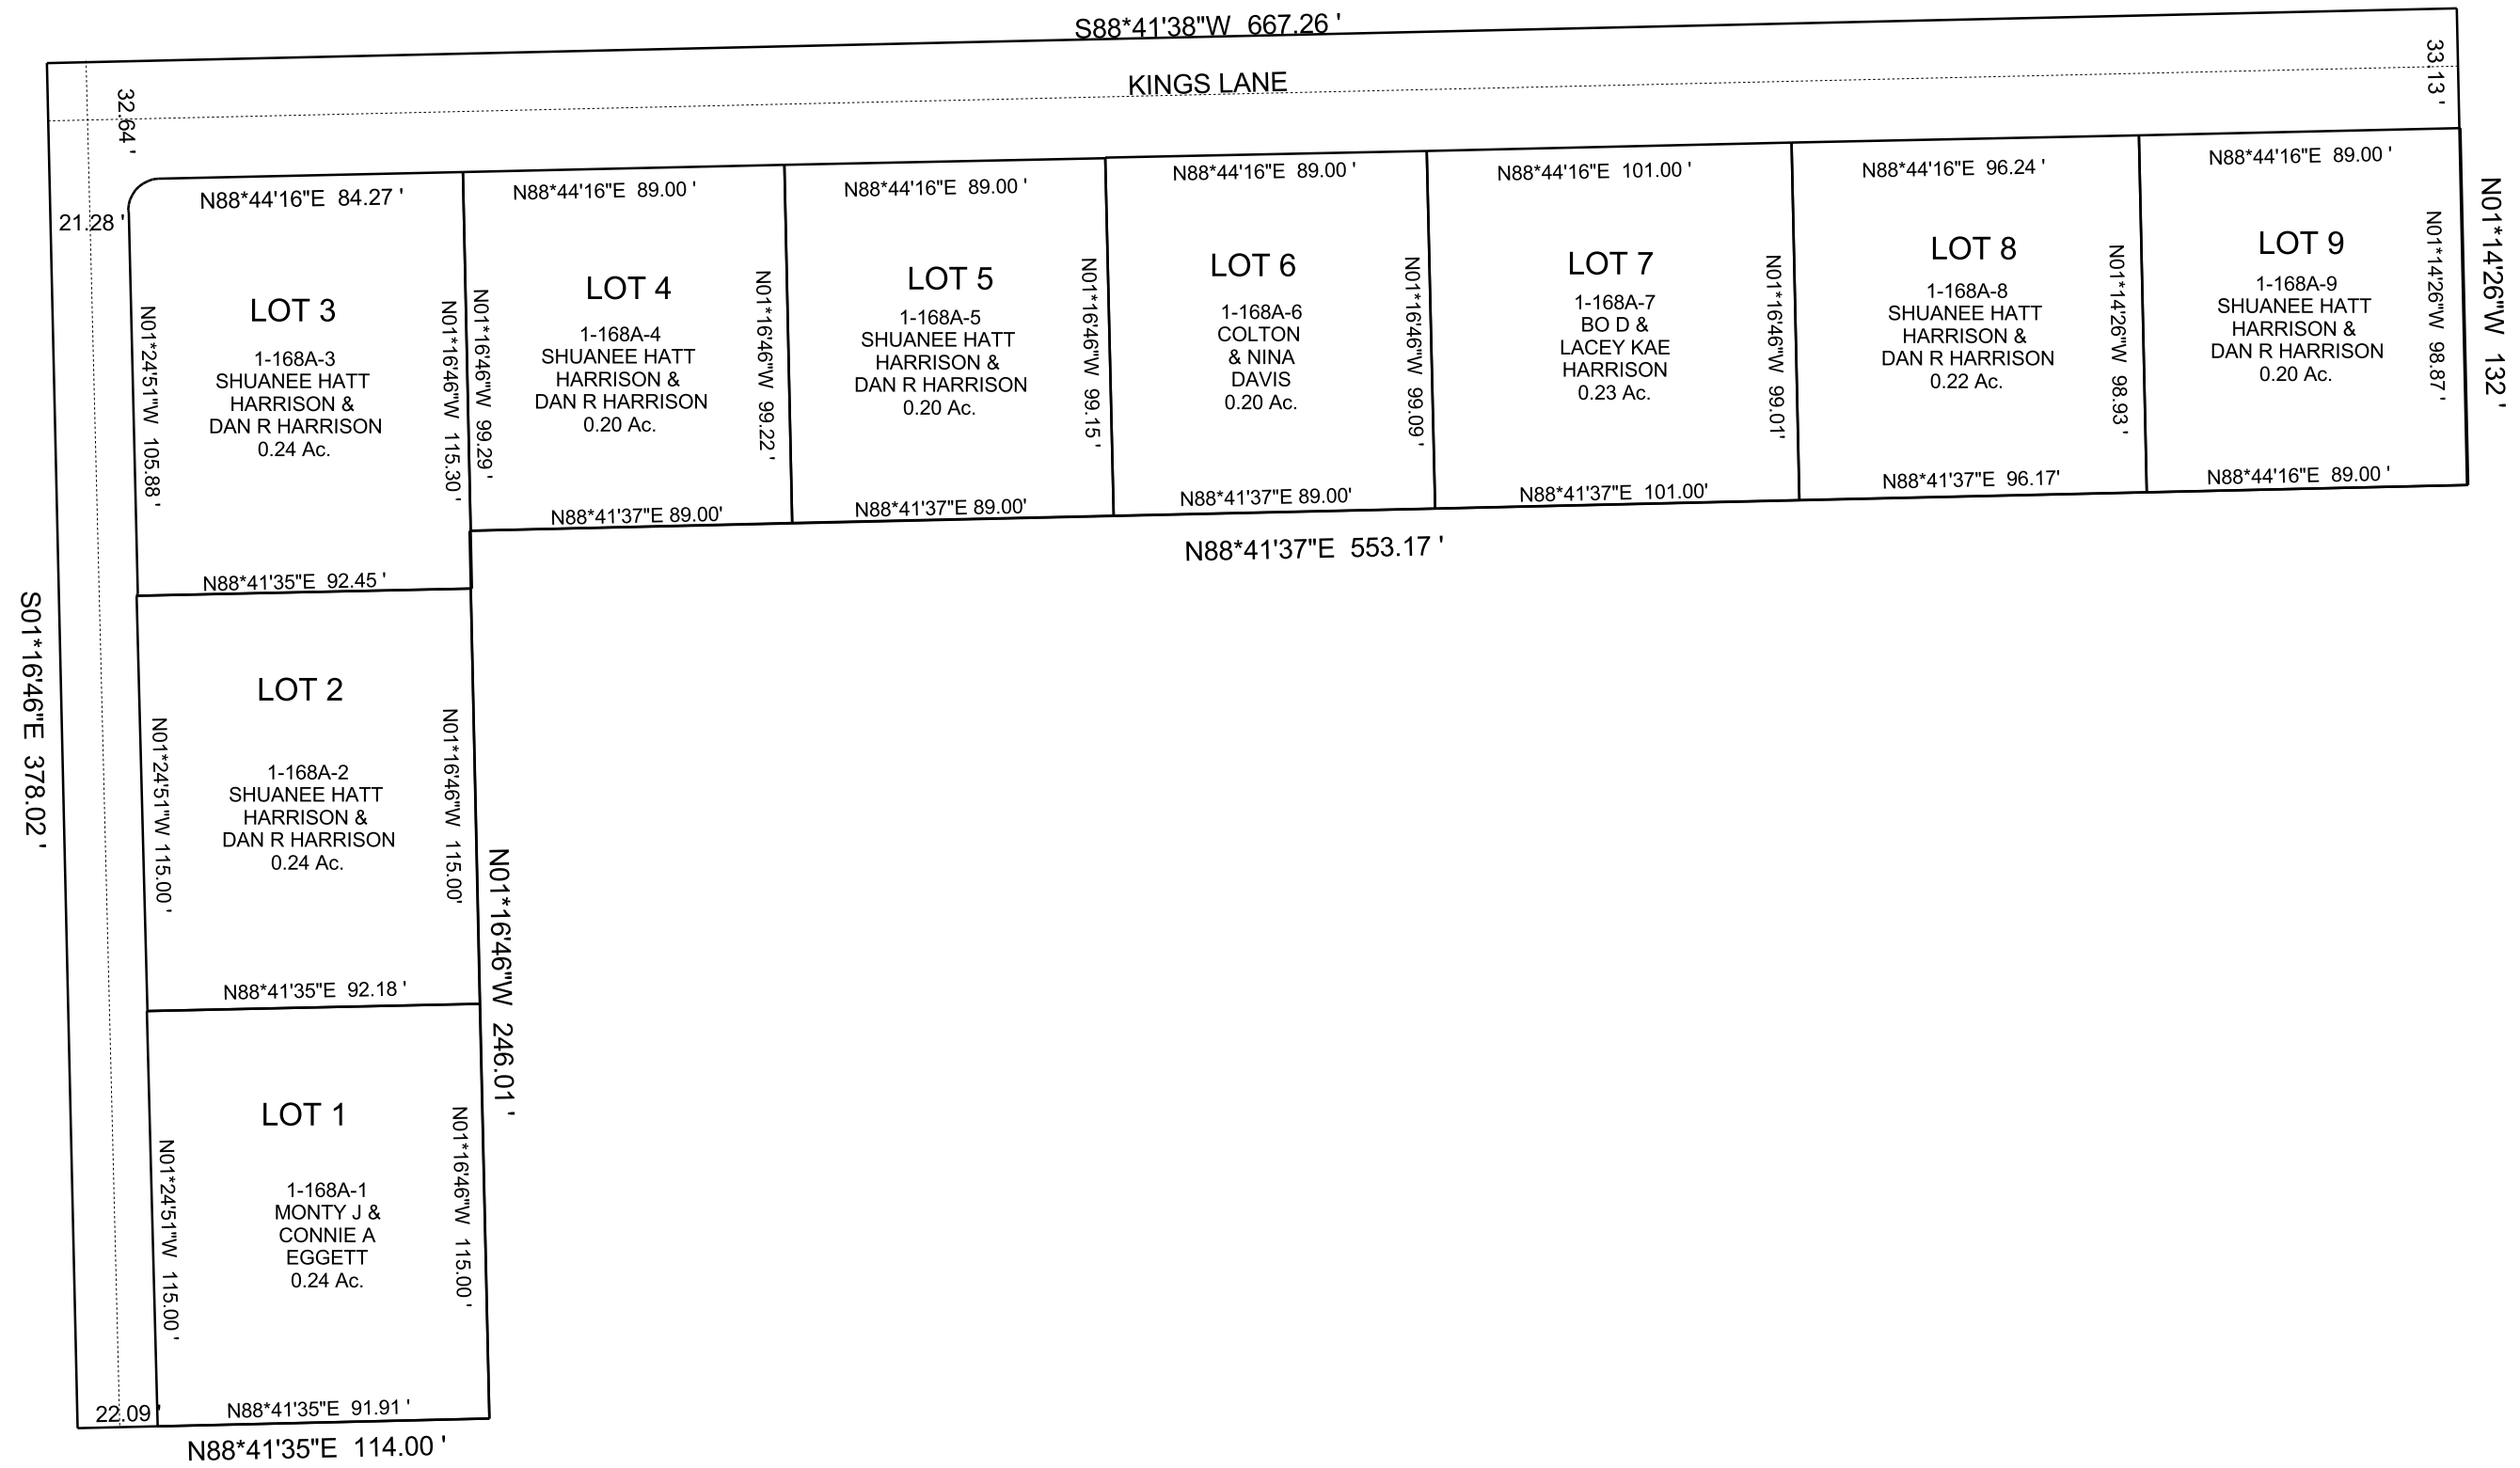 S88*41'38"W 667.26 '
KINGS LANE
33.13 '
32.64 '
21.28 '
N88*44'16"E 84.27 '
N88*44'16"E 89.00 '
N88*44'16"E 89.00 '
N88*44'16"E 89.00 '
N88*44'16"E 101.00 '
N88*44'16"E 96.24 '
N88*44'16"E 89.00 '
N01*14'26"W 132 '
N01*24'51"W 105.88 '
LOT 3
1-168A-3
SHUANEE HATT
HARRISON &
DAN R HARRISON
0.24 Ac.
N01*16'46"W 115.30 '
N01*16'46"W 99.29 '
LOT 4
1-168A-4
SHUANEE HATT
HARRISON &
DAN R HARRISON
0.20 Ac.
N01*16'46"W 99.22 '
LOT 5
1-168A-5
SHUANEE HATT
HARRISON &
DAN R HARRISON
0.20 Ac.
N01*16'46"W 99.15 '
LOT 6
1-168A-6
COLTON
& NINA
DAVIS
0.20 Ac.
N01*16'46"W 99.09 '
LOT 7
1-168A-7
BO D &
LACEY KAE
HARRISON
0.23 Ac.
N01*16'46"W 99.01'
LOT 8
1-168A-8
SHUANEE HATT
HARRISON &
DAN R HARRISON
0.22 Ac.
N01*14'26"W 98.93 '
LOT 9
1-168A-9
SHUANEE HATT
HARRISON &
DAN R HARRISON
0.20 Ac.
N01*14'26"W 98.87 '
N88*41'37"E 89.00'
N88*41'37"E 89.00'
N88*41'37"E 89.00'
N88*41'37"E 101.00'
N88*41'37"E 96.17'
N88*44'16"E 89.00 '
N88*41'37"E 553.17 '
N88*41'35"E 92.45 '
S01*16'46"E 378.02 '
N01*24'51"W 115.00 '
LOT 2
1-168A-2
SHUANEE HATT
HARRISON &
DAN R HARRISON
0.24 Ac.
N01*16'46"W 115.00'
N01*16'46"W 246.01 '
N88*41'35"E 92.18 '
N01*24'51"W 115.00 '
LOT 1
1-168A-1
MONTY J &
CONNIE A
EGGETT
0.24 Ac.
N01*16'46"W 115.00 '
22.09 '
N88*41'35"E 91.91 '
N88*41'35"E 114.00 '